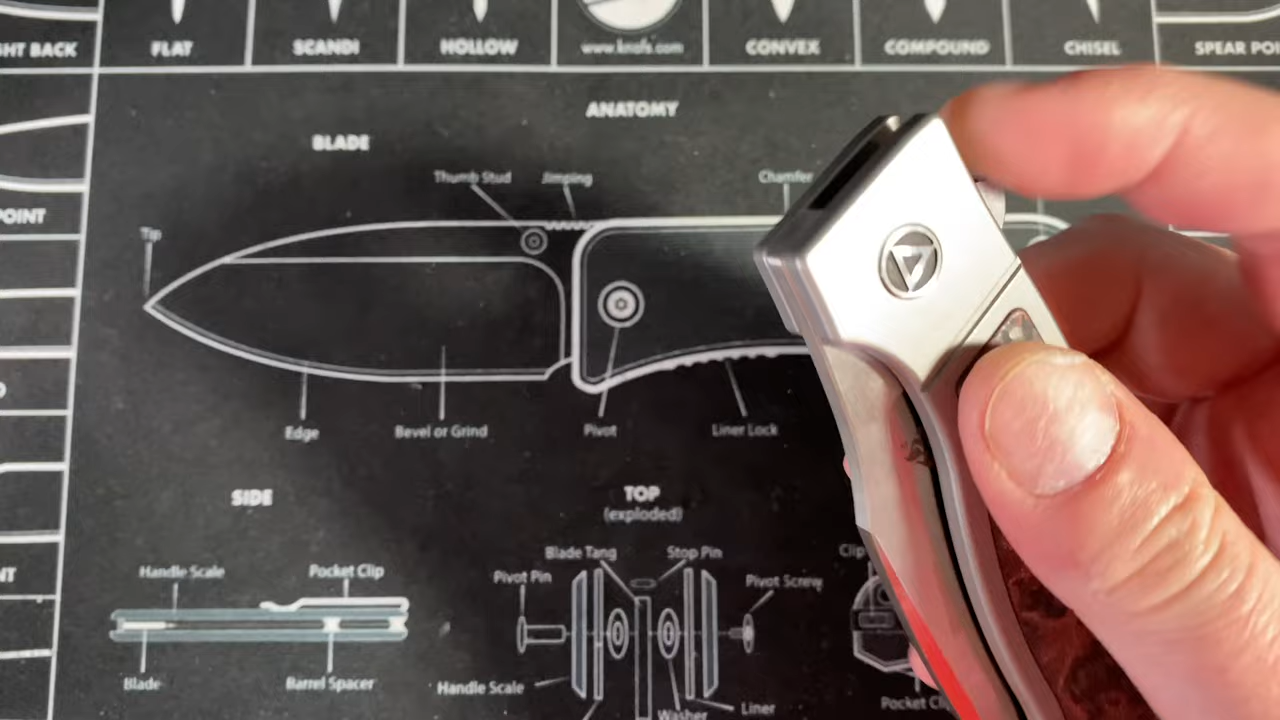 GHT BACK
FLAT
SCANDI
HOLLOW
www.knafs.com
CONVEX
COMPOUND
CHISEL
SPEAR POI
ANATOMY
BLADE
Thumb Stud
Jimping
Chamfer
POINT
Tip
Edge
Bevel or Grind
Pivot
Liner Lock
SIDE
TOP
(exploded)
Blade Tang
Stop Pin
Clip
Handle Scale
Pocket Clip
Pivot Pin
Pivot Screw
NT
Blade
Barrel Spacer
Handle Scale
Washer
Liner
Pocket Cl